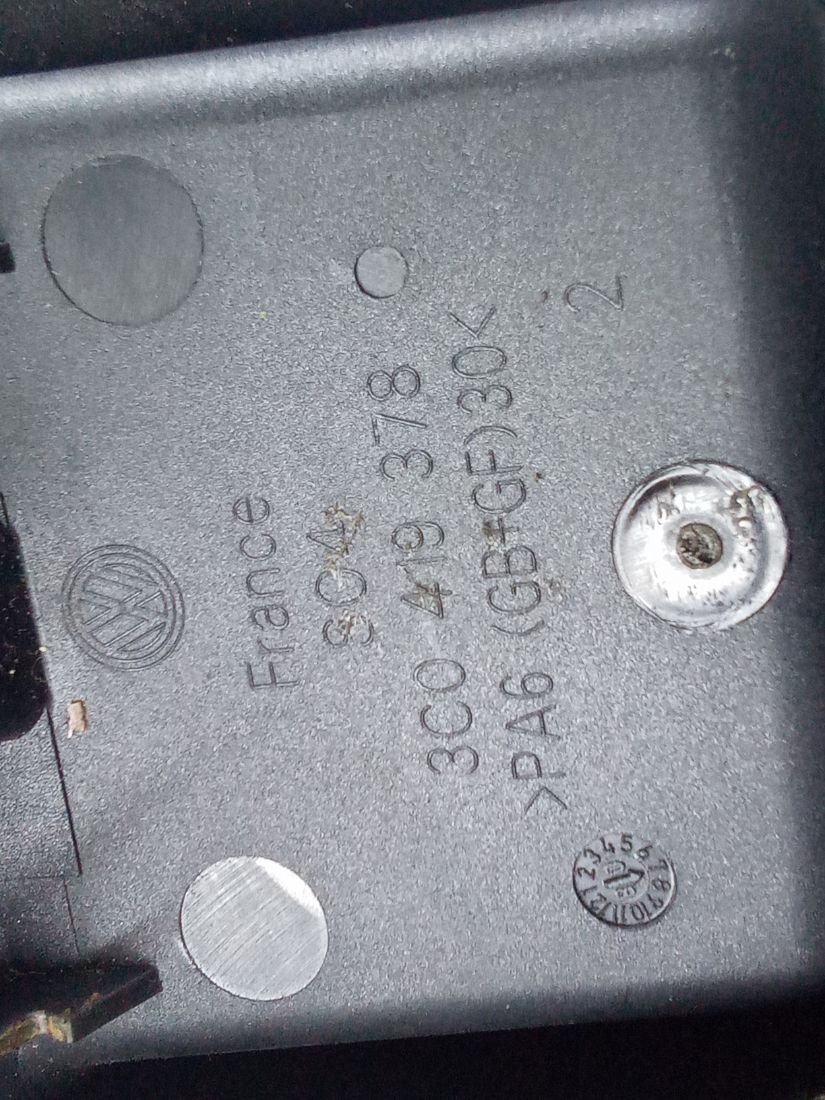 France
SC4
3C0 419 378
>PA6 (GB+GF)30<
2
1 2 3 4 5 6 7 8 9 10 11 12